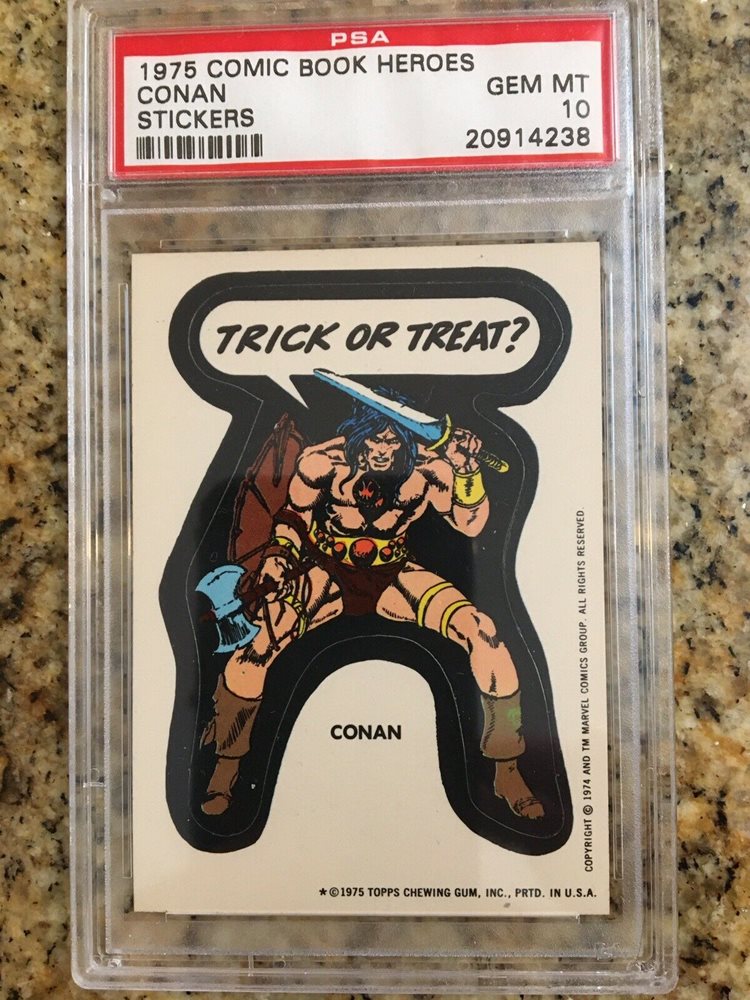 PSA
1975 COMIC BOOK HEROES
CONAN GEM MT
STICKERS 10
20914238
TRICK OR TREAT?
CONAN
COPYRIGHT © 1974 AND TM MARVEL COMICS GROUP. ALL RIGHTS RESERVED.
*©1975 TOPPS CHEWING GUM, INC., PRTD. IN U.S.A.